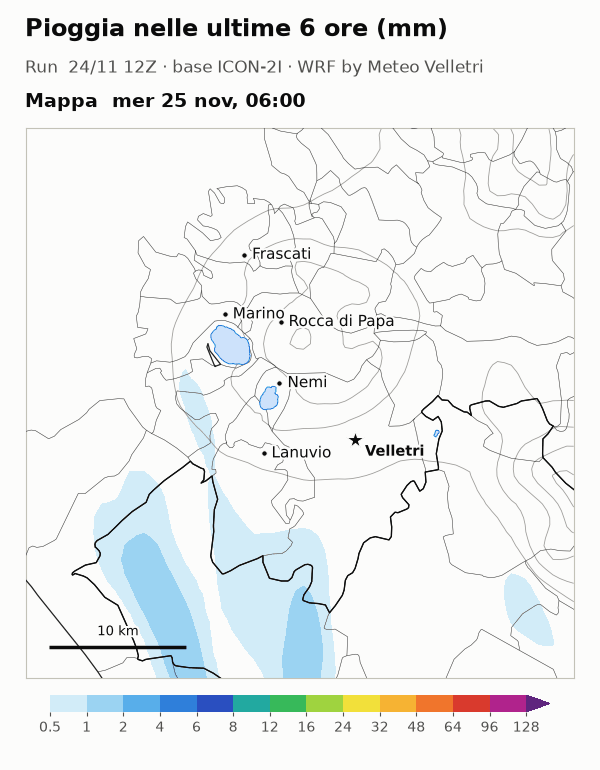 Pioggia nelle ultime 6 ore (mm)
Run  24/11 12Z · base ICON-2I · WRF by Meteo Velletri
Mappa  mer 25 nov, 06:00
Frascati
Marino
Rocca di Papa
Nemi
Velletri
Lanuvio
10 km
0.5 1 2 4 6 8 12 16 24 32 48 64 96 128